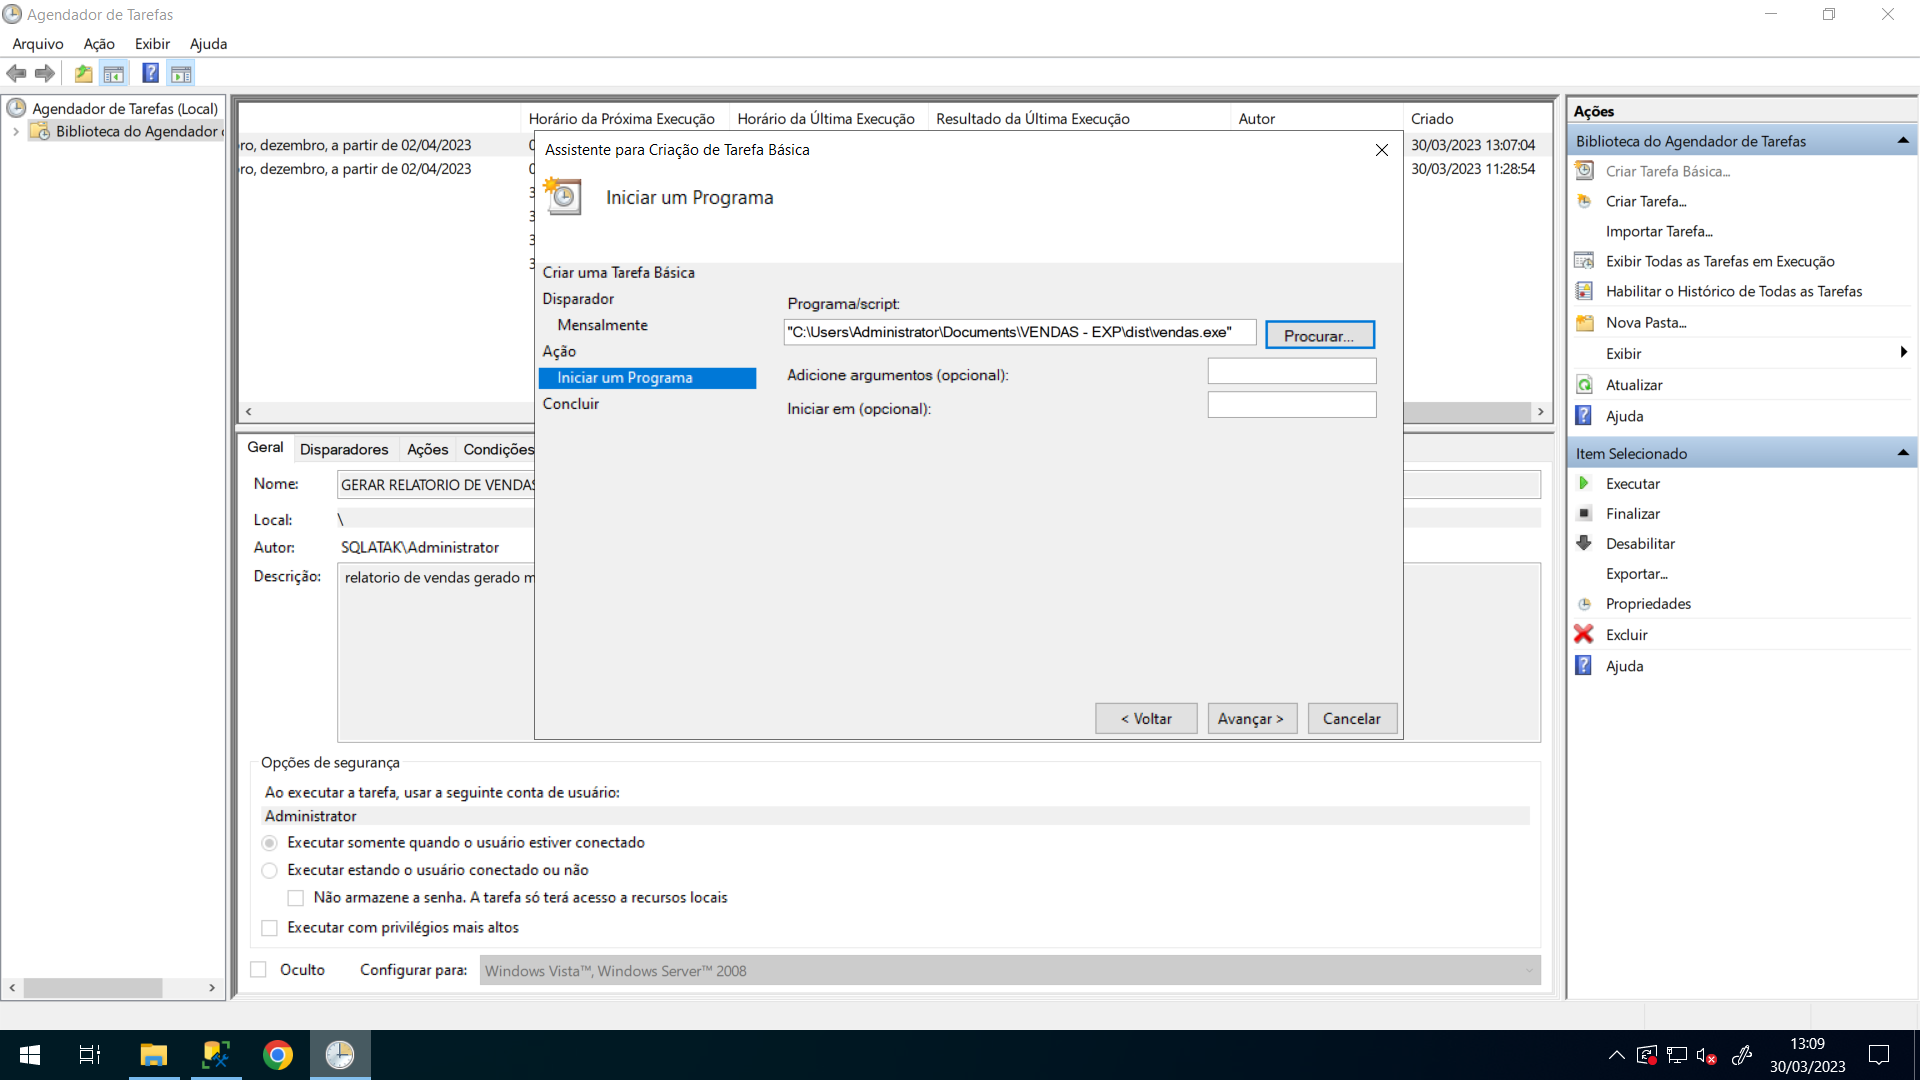 Agendador de Tarefas
Arquivo
Ação
Exibir
Ajuda
Agendador de Tarefas (Local)
Biblioteca do Agendador
Horário da Próxima Execução
Horário da Última Execução
Resultado da Última Execução
Autor
Criado
ro, dezembro, a partir de 02/04/2023
30/03/2023 13:07:04
ro, dezembro, a partir de 02/04/2023
30/03/2023 11:28:54
Assistente para Criação de Tarefa Básica
Iniciar um Programa
Criar uma Tarefa Básica
Disparador
Mensalmente
Ação
Iniciar um Programa
Concluir
Programa/script:
"C:\Users\Administrator\Documents\VENDAS - EXP\dist\vendas.exe"
Procurar...
Adicione argumentos (opcional):
Iniciar em (opcional):
< Voltar
Avançar >
Cancelar
Geral
Disparadores
Ações
Condições
Nome:
GERAR RELATORIO DE VENDAS
Local:
\
Autor:
SQLATAK\Administrator
Descrição:
relatorio de vendas gerado m
Opções de segurança
Ao executar a tarefa, usar a seguinte conta de usuário:
Administrator
Executar somente quando o usuário estiver conectado
Executar estando o usuário conectado ou não
Não armazene a senha. A tarefa só terá acesso a recursos locais
Executar com privilégios mais altos
Oculto
Configurar para:
Windows Vista™, Windows Server™ 2008
Ações
Biblioteca do Agendador de Tarefas
Criar Tarefa Básica...
Criar Tarefa...
Importar Tarefa...
Exibir Todas as Tarefas em Execução
Habilitar o Histórico de Todas as Tarefas
Nova Pasta...
Exibir
Atualizar
Ajuda
Item Selecionado
Executar
Finalizar
Desabilitar
Exportar...
Propriedades
Excluir
Ajuda
13:09
30/03/2023